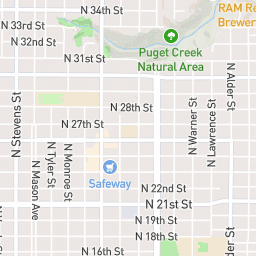 N 34th St
RAM Re
Brewer
N 33rd St
N 32nd St
Puget Creek
Natural Area
N 31st St
N Alder St
N Stevens St
N 28th St
N 27th St
N Warner St
N Lawrence St
N Tyler St
N Monroe St
N Mason Ave
Safeway
N 22nd St
N 21st St
N 19th St
N 18th St
N 16th St
der St